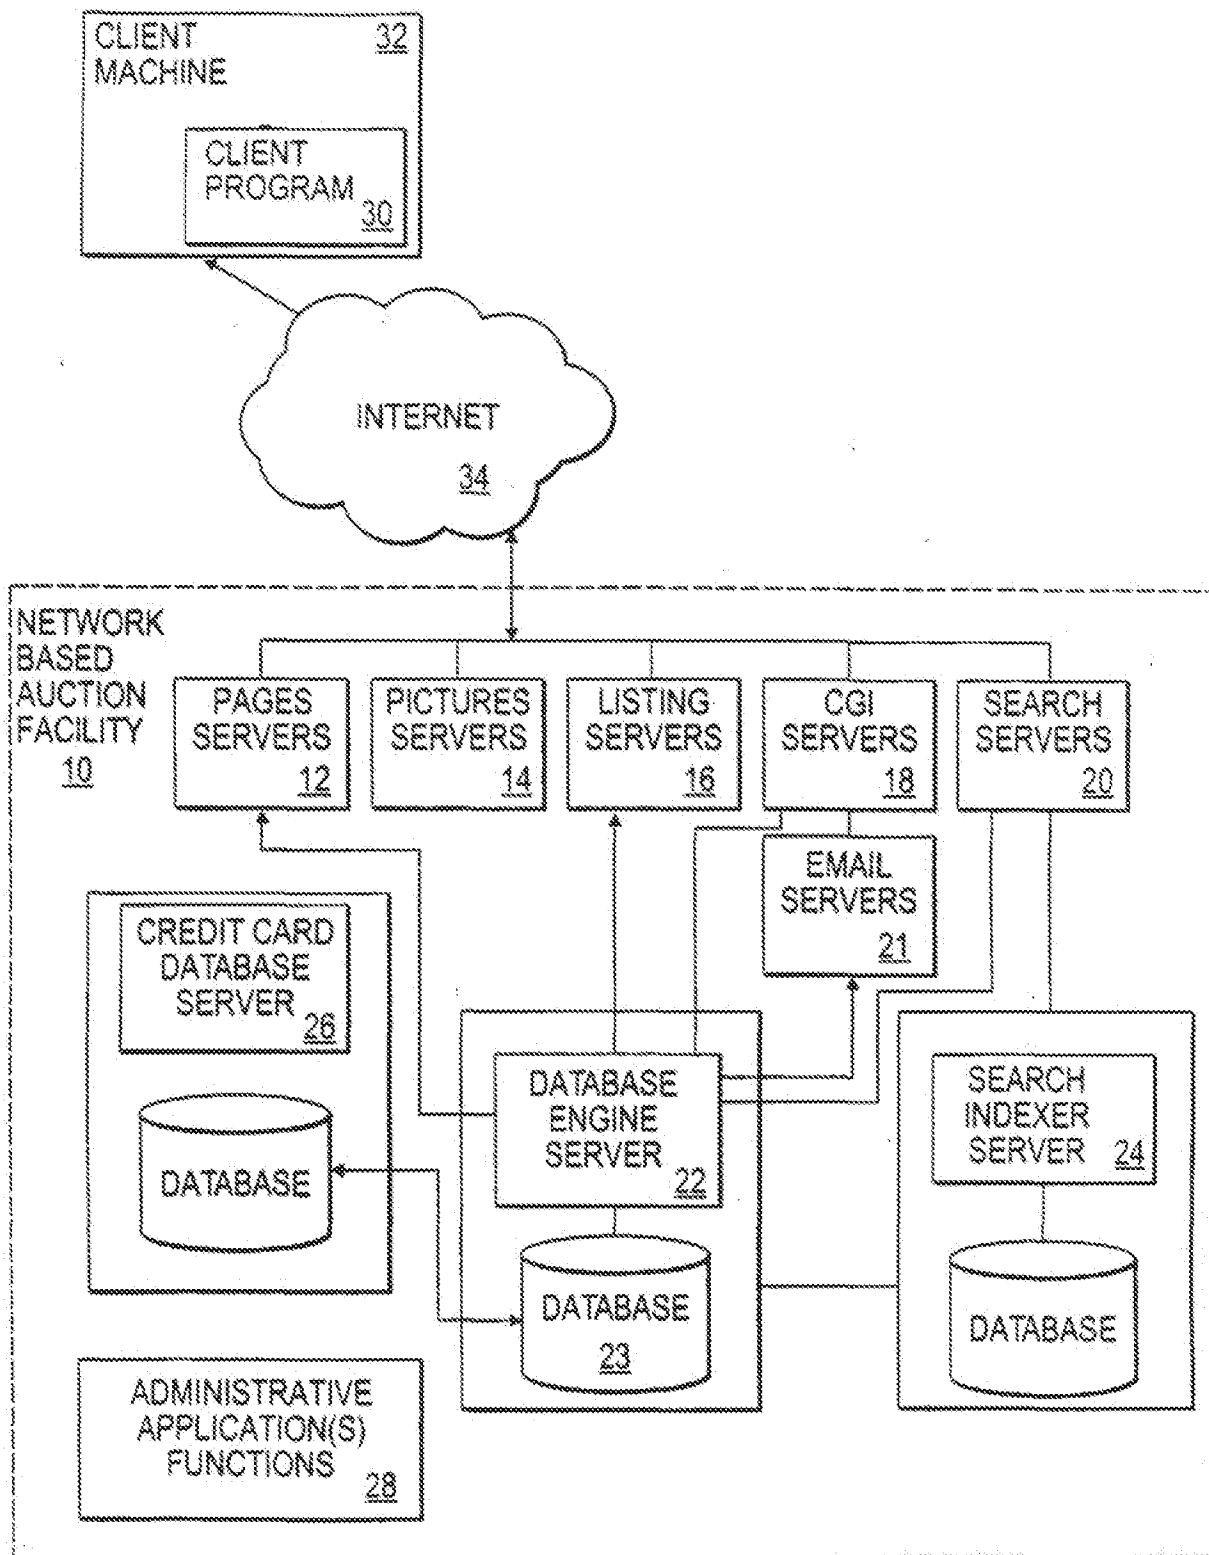 CLIENT
MACHINE
32
CLIENT
PROGRAM
30
INTERNET
34
NETWORK
BASED
AUCTION
FACILITY
10
PAGES
SERVERS
12
PICTURES
SERVERS
14
LISTING
SERVERS
16
CGI
SERVERS
18
SEARCH
SERVERS
20
EMAIL
SERVERS
21
CREDIT CARD
DATABASE
SERVER
26
DATABASE
DATABASE
ENGINE
SERVER
22
DATABASE
23
SEARCH
INDEXER
SERVER
24
DATABASE
ADMINISTRATIVE
APPLICATION(S)
FUNCTIONS
28